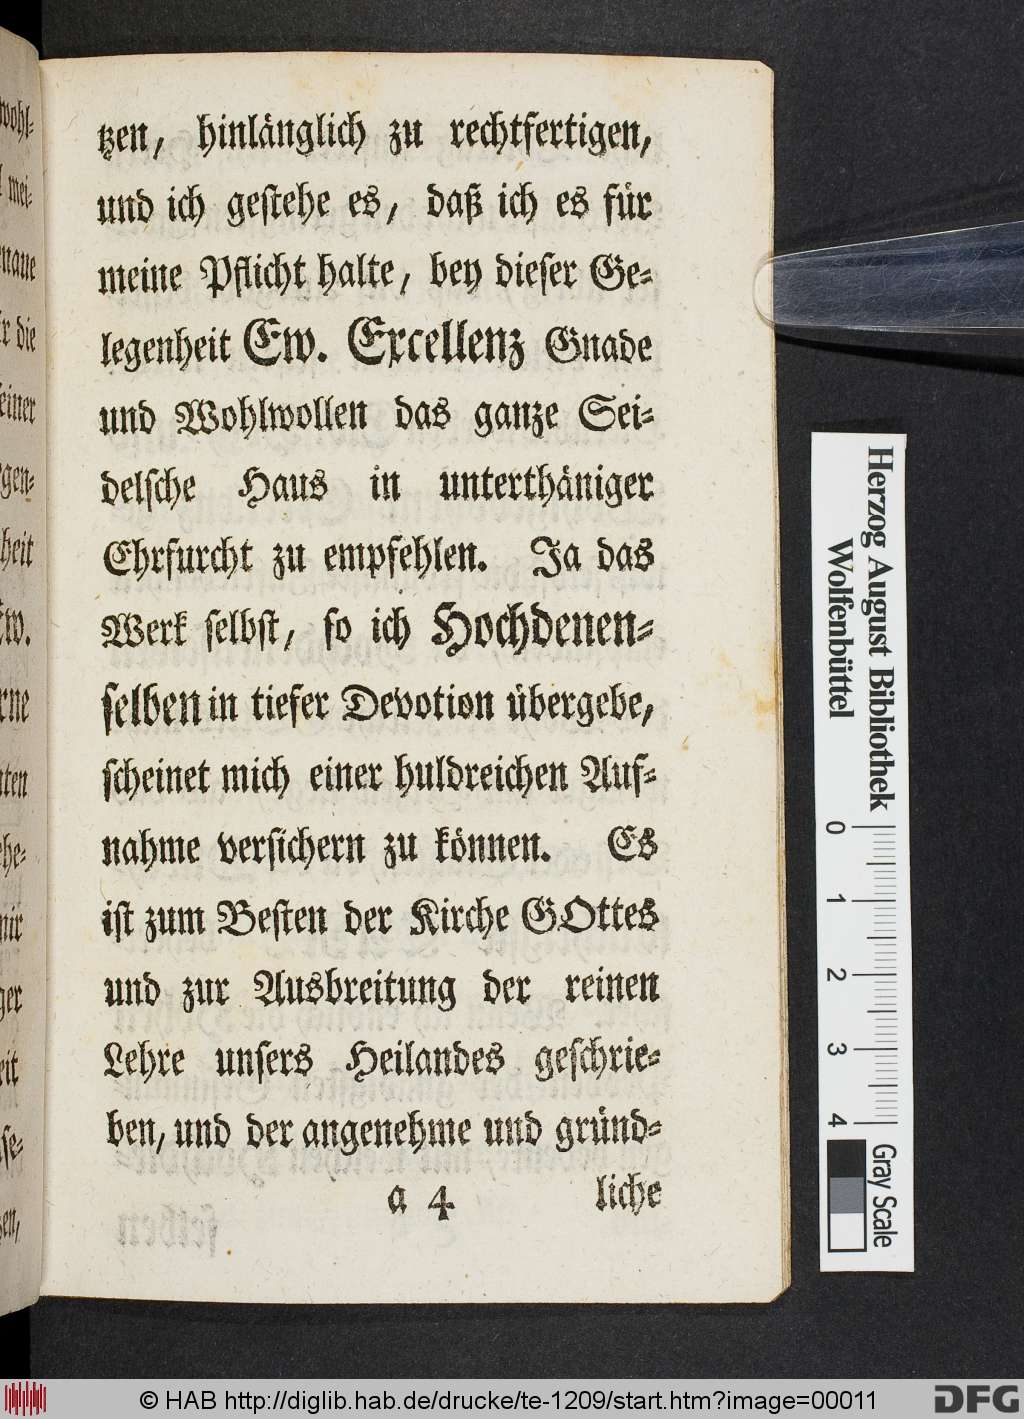 tzen, hinlänglich zu rechtfertigen,
und ich gestehe es, daß ich es für
meine Pflicht halte, bey dieser Ge-
legenheit Ew. Excellenz Gnade
und Wohlwollen das ganze Sei-
delsche Haus in unterthäniger
Ehrfurcht zu empfehlen. Ja das
Werk selbst, so ich Hochdenen-
selben in tiefer Devotion übergebe,
scheinet mich einer huldreichen Auf-
nahme versichern zu können. Es
ist zum Besten der Kirche GOttes
und zur Ausbreitung der reinen
Lehre unsers Heilandes geschrie-
ben, und der angenehme und gründ-
a 4 liche
Herzog August Bibliothek
Wolfenbüttel
0 1 2 3 4
Gray Scale
© HAB http://diglib.hab.de/drucke/te-1209/start.htm?image=00011
DFG